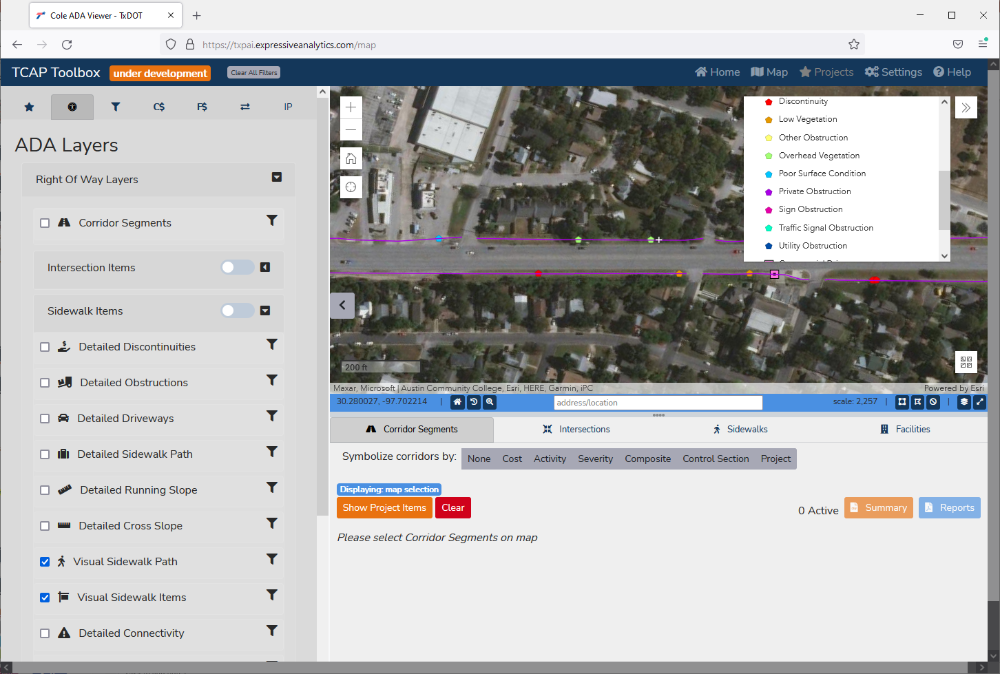 Cole ADA Viewer - TxDOT
https://txpai.expressiveanalytics.com/map
TCAP Toolbox under development Clear All Filters Home Map Projects Settings Help
C$ F$ IP
ADA Layers
Right Of Way Layers
Corridor Segments
Intersection Items
Sidewalk Items
Detailed Discontinuities
Detailed Obstructions
Detailed Driveways
Detailed Sidewalk Path
Detailed Running Slope
Detailed Cross Slope
Visual Sidewalk Path
Visual Sidewalk Items
Detailed Connectivity
Discontinuity
Low Vegetation
Other Obstruction
Overhead Vegetation
Poor Surface Condition
Private Obstruction
Sign Obstruction
Traffic Signal Obstruction
Utility Obstruction
200 ft
Maxar, Microsoft | Austin Community College, Esri, HERE, Garmin, iPC Powered by Esri
30.280027, -97.702214 | address/location scale: 2,257 | |
Corridor Segments Intersections Sidewalks Facilities
Symbolize corridors by: None Cost Activity Severity Composite Control Section Project
Displaying: map selection
Show Project Items Clear 0 Active Summary Reports
Please select Corridor Segments on map